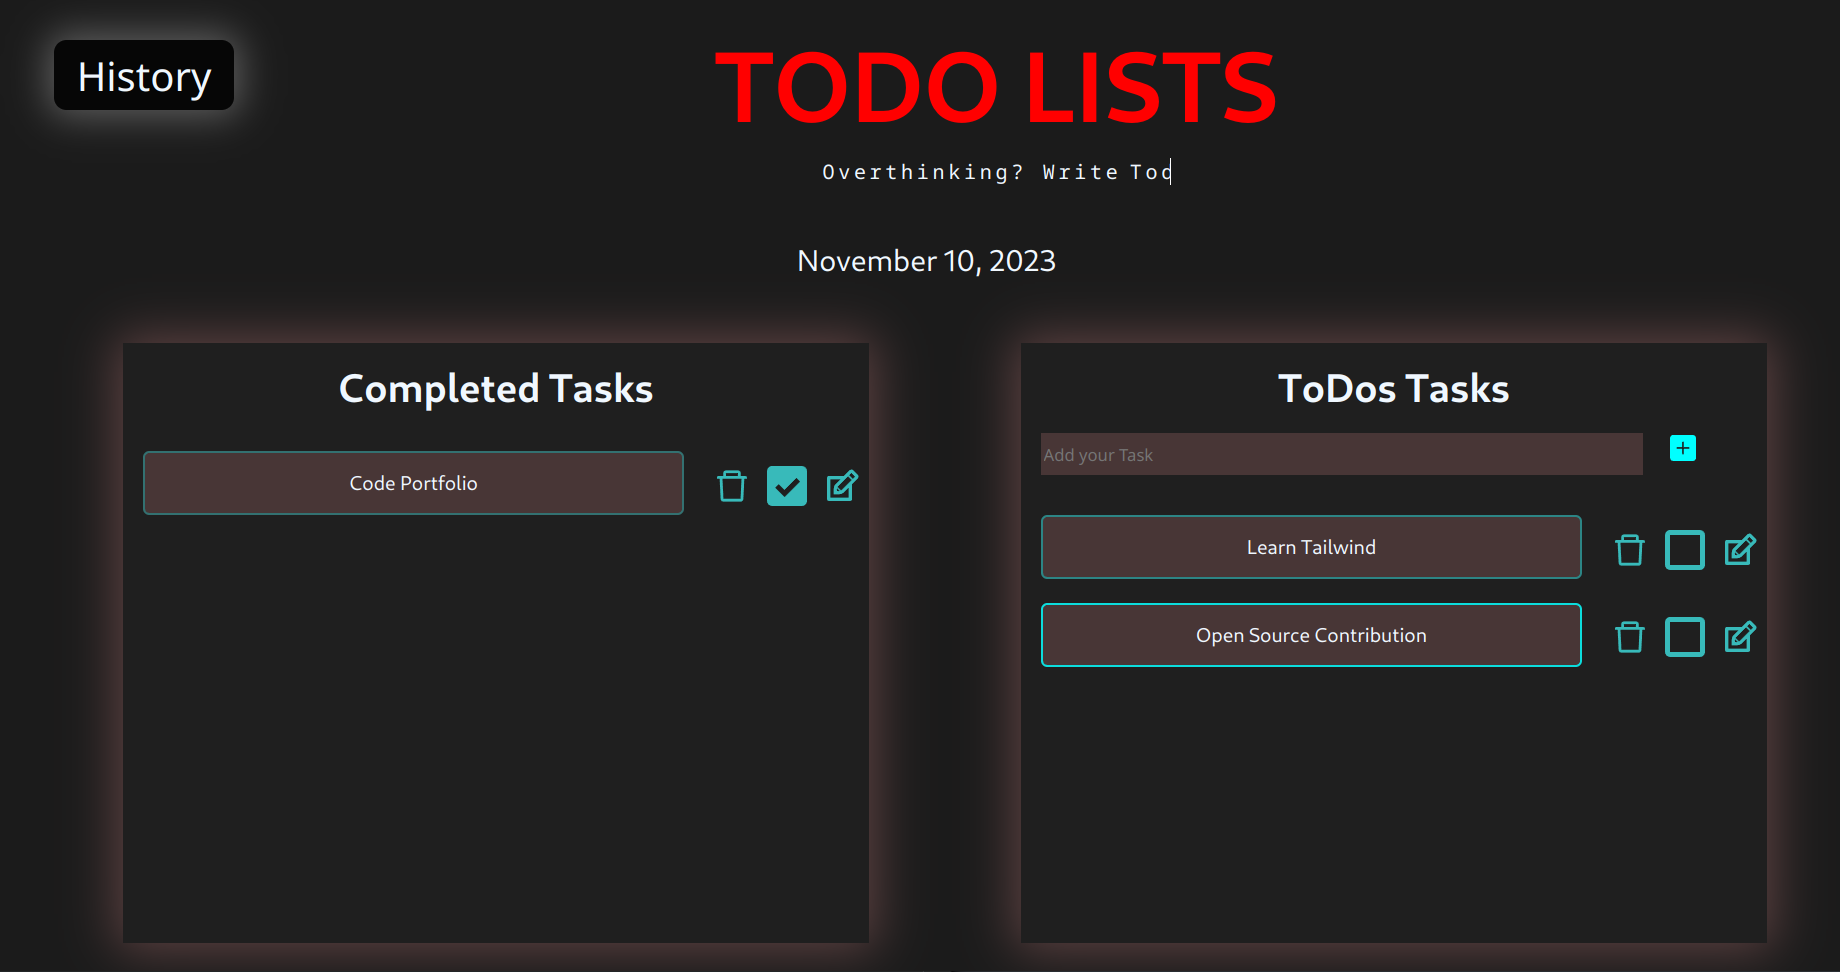 History
TODO LISTS
Overthinking? Write Tod
November 10, 2023
Completed Tasks
Code Portfolio
ToDos Tasks
Add your Task
Learn Tailwind
Open Source Contribution